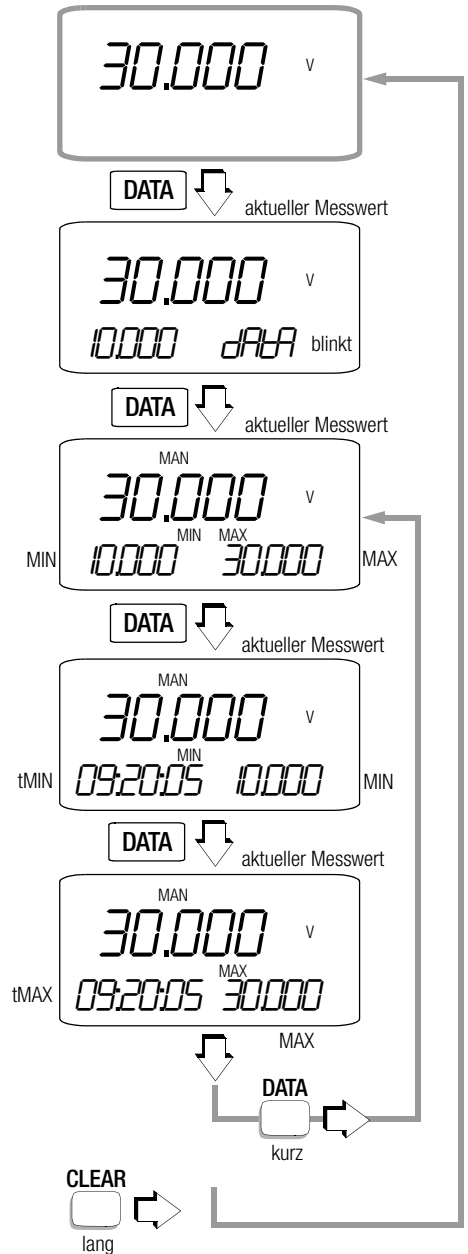 30.000 V
DATA
aktueller Messwert
30.000 V
10.000 dAtA blinkt
DATA
aktueller Messwert
MAN
30.000 V
MIN MAX
MIN 10.000 30.000 MAX
DATA
aktueller Messwert
MAN
30.000 V
MIN
tMIN 09:20:05 10.000 MIN
DATA
aktueller Messwert
MAN
30.000 V
MAX
tMAX 09:20:05 30.000
MAX
DATA
kurz
CLEAR
lang